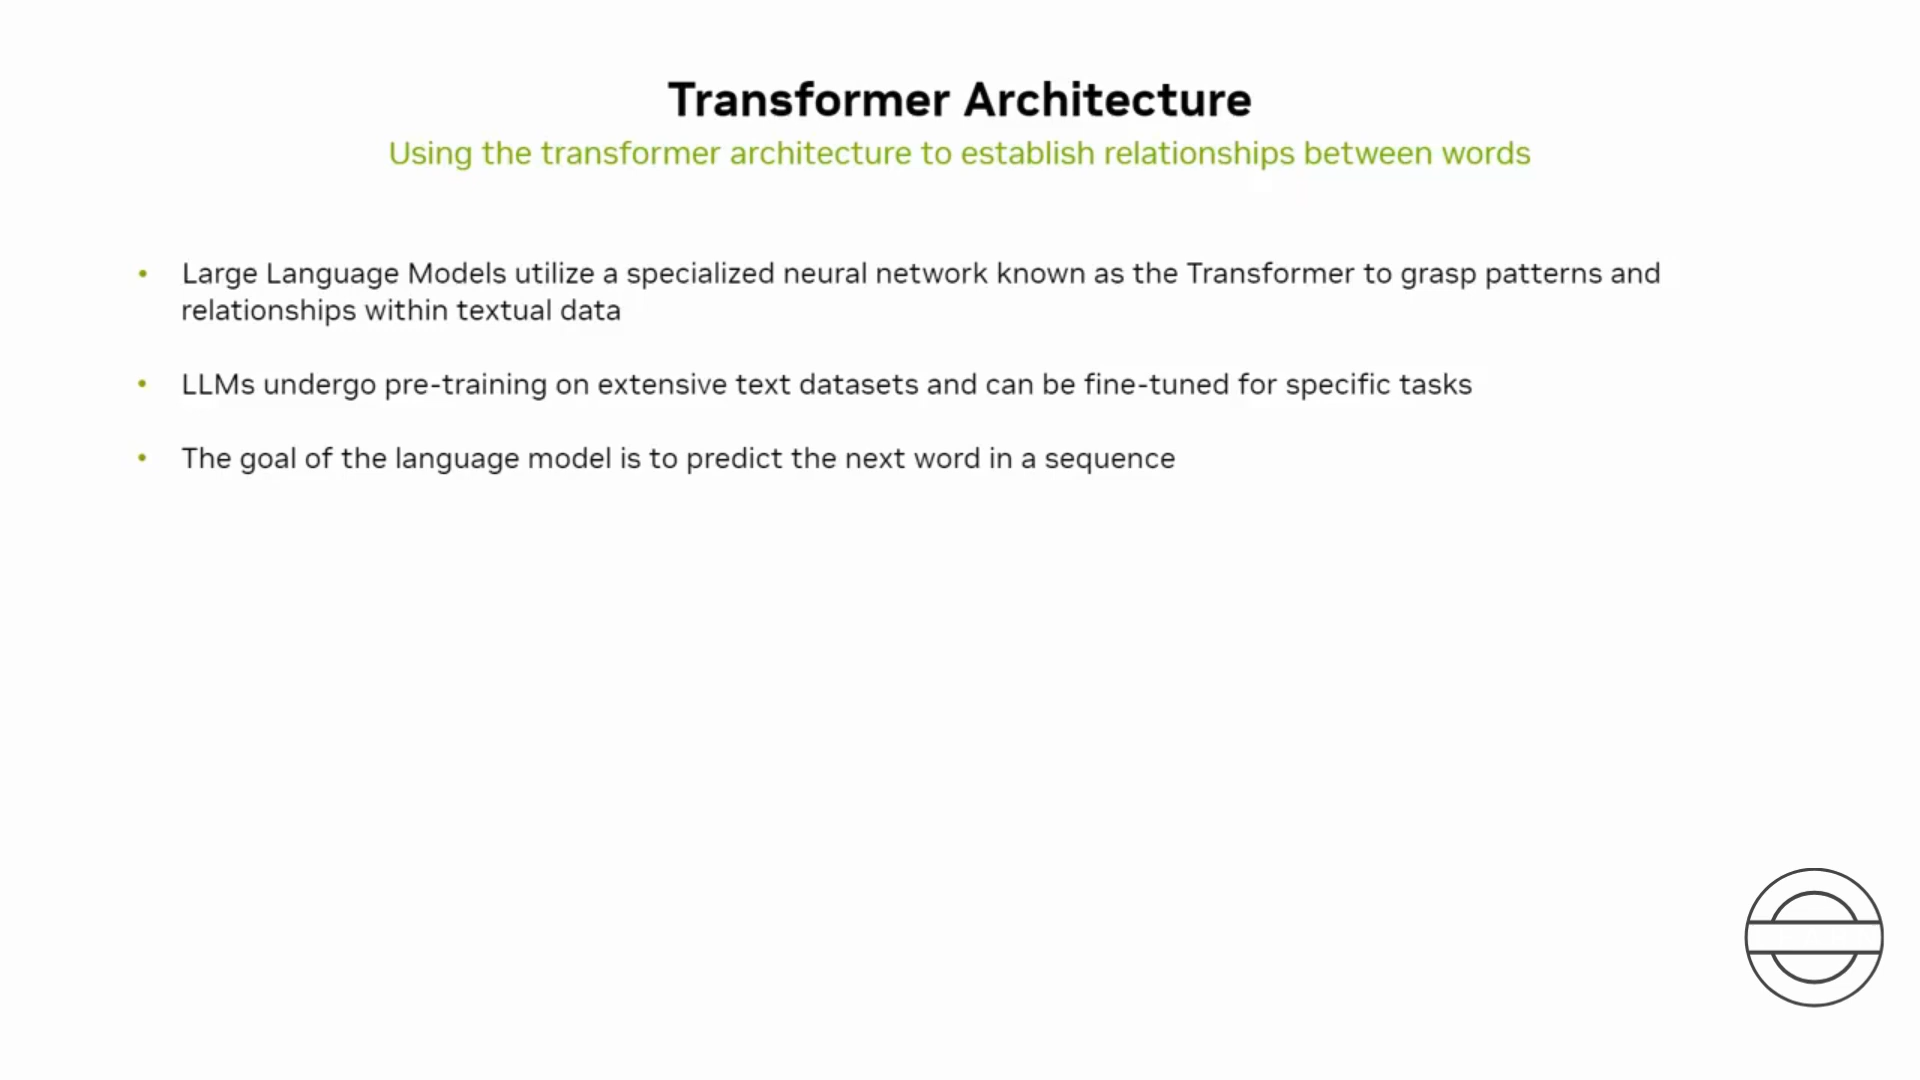 Transformer Architecture
Using the transformer architecture to establish relationships between words
• Large Language Models utilize a specialized neural network known as the Transformer to grasp patterns and
relationships within textual data
• LLMs undergo pre-training on extensive text datasets and can be fine-tuned for specific tasks
• The goal of the language model is to predict the next word in a sequence